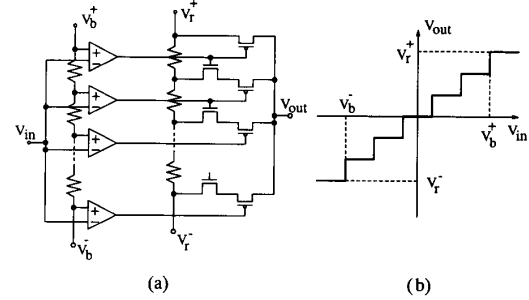 V_b^+ V_r^+
V_in
V_out
V_b^- V_r^-
(a)
V_out
V_r^+
V_b^-
V_b^+ V_in
V_r^-
(b)